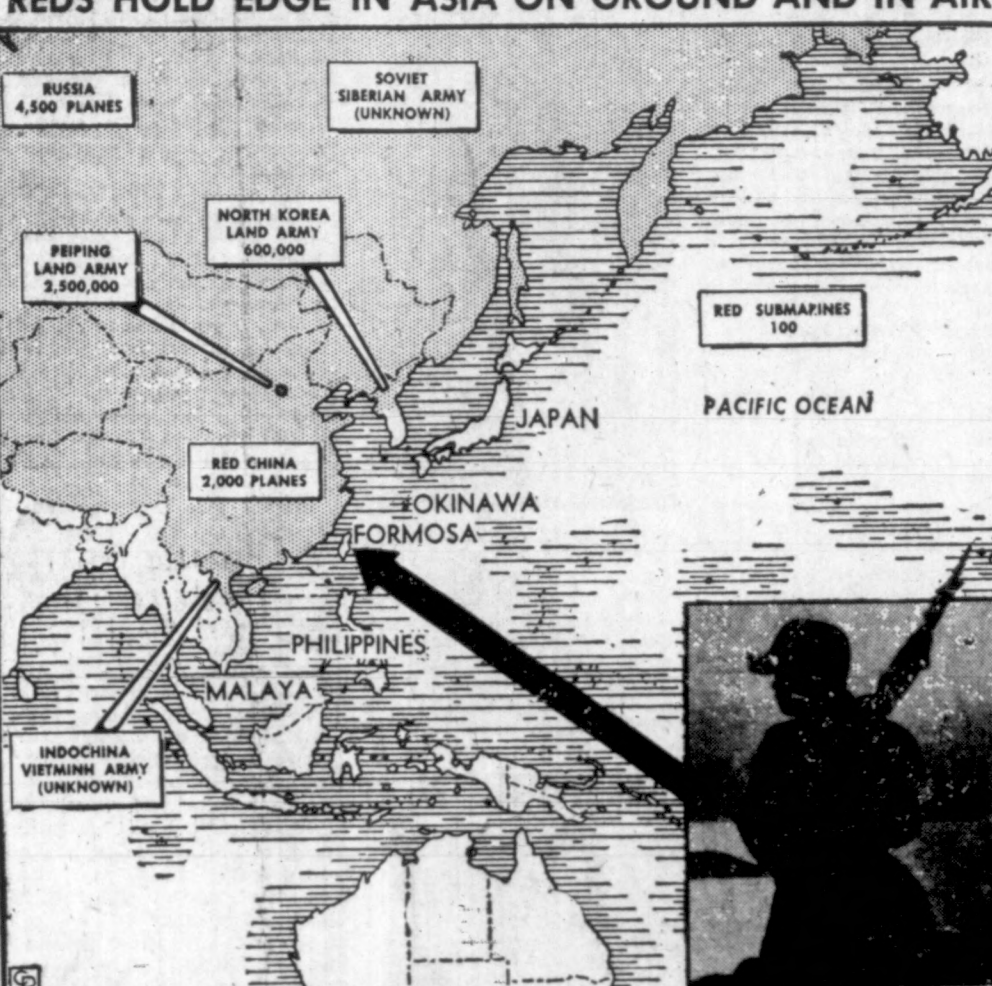 REDS HOLD EDGE IN ASIA ON GROUND AND IN AIR
RUSSIA
4,500 PLANES
SOVIET
SIBERIAN ARMY
(UNKNOWN)
NORTH KOREA
LAND ARMY
600,000
PEIPING
LAND ARMY
2,500,000
RED SUBMARINES
100
PACIFIC OCEAN
JAPAN
RED CHINA
2,000 PLANES
OKINAWA
FORMOSA
PHILIPPINES
MALAYA
INDOCHINA
VIETMINH ARMY
(UNKNOWN)